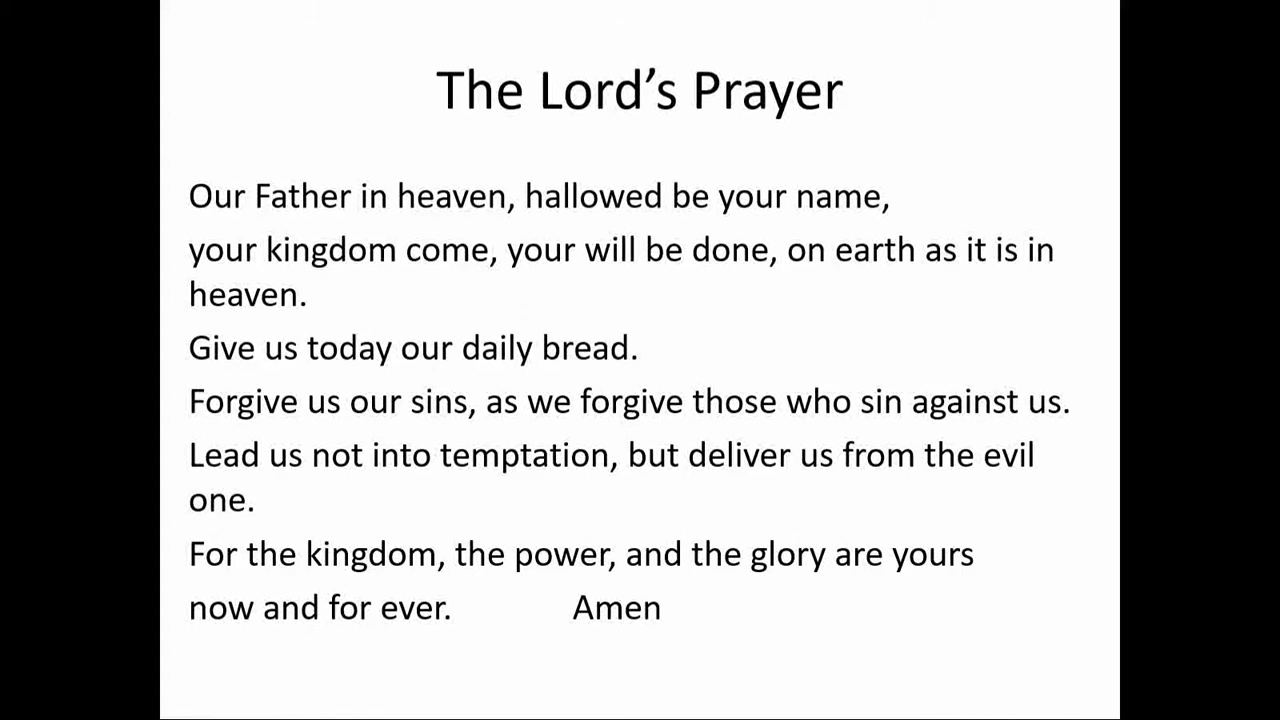 The Lord’s Prayer
Our Father in heaven, hallowed be your name,
your kingdom come, your will be done, on earth as it is in
heaven.
Give us today our daily bread.
Forgive us our sins, as we forgive those who sin against us.
Lead us not into temptation, but deliver us from the evil
one.
For the kingdom, the power, and the glory are yours
now and for ever. Amen